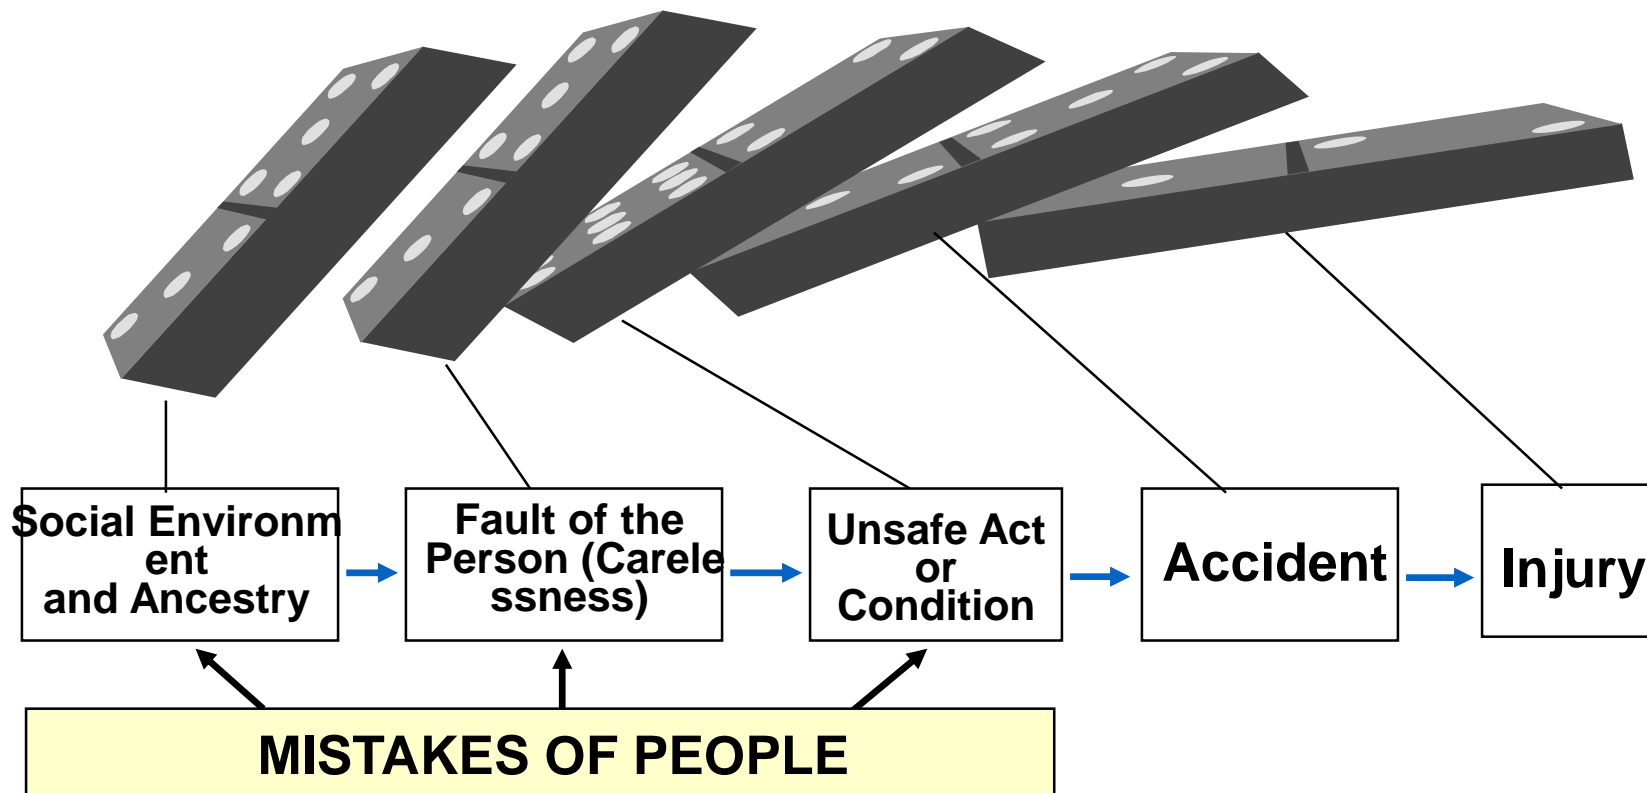 Social Environm
ent
and Ancestry
Fault of the
Person (Carele
ssness)
Unsafe Act
or
Condition
Accident
Injury
MISTAKES OF PEOPLE